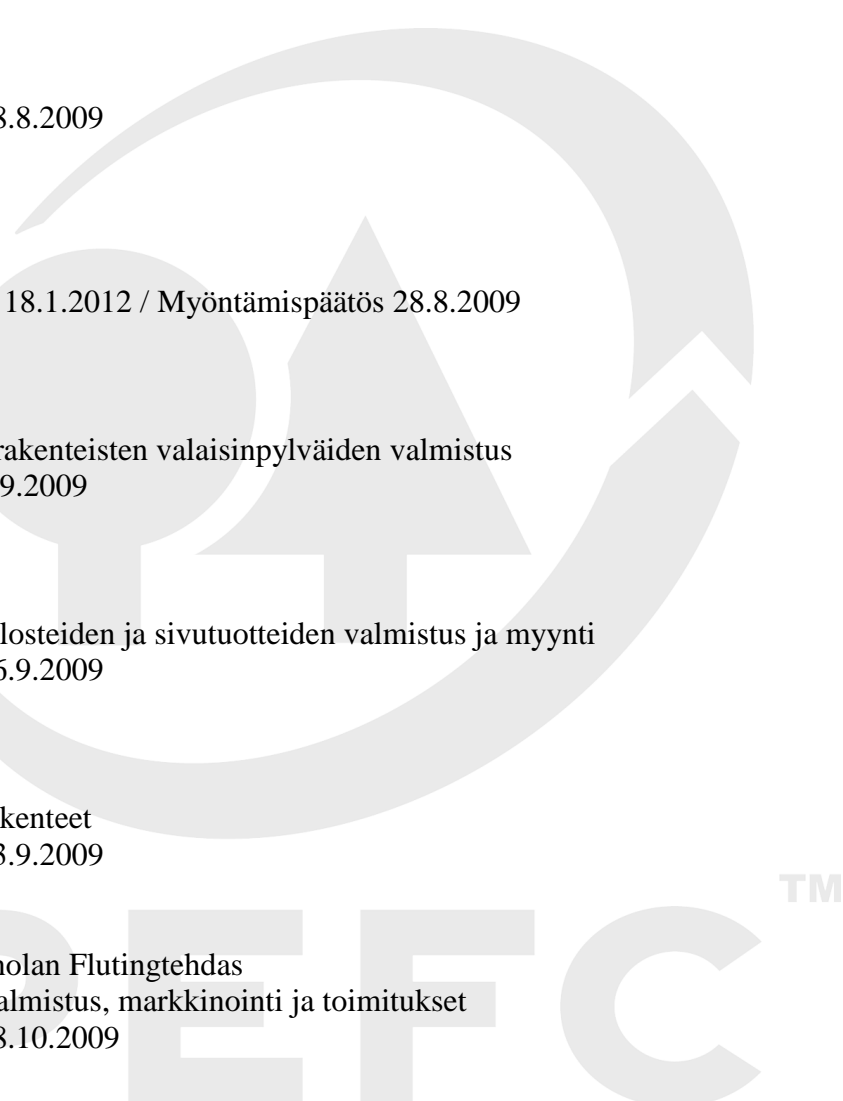 8.8.2009
18.1.2012 / Myöntämispäätös 28.8.2009
rakenteisten valaisinpylväiden valmistus
9.2009
losteiden ja sivutuotteiden valmistus ja myynti
6.9.2009
kenteet
3.9.2009
TM
PEFC
nolan Flutingtehdas
almistus, markkinointi ja toimitukset
8.10.2009